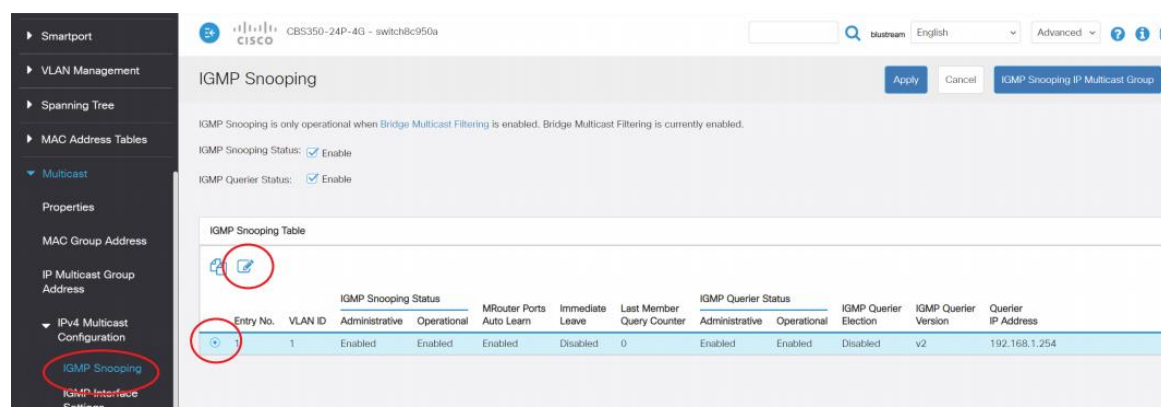 Smartport
CISCO CBS350-24P-4G - switch8c950a
blustream English Advanced
VLAN Management
IGMP Snooping
Apply Cancel IGMP Snooping IP Multicast Group
Spanning Tree
IGMP Snooping is only operational when Bridge Multicast Filtering is enabled. Bridge Multicast Filtering is currently enabled.
MAC Address Tables
IGMP Snooping Status: Enable
Multicast
IGMP Querier Status: Enable
Properties
MAC Group Address
IP Multicast Group
Address
IPv4 Multicast
Configuration
IGMP Snooping
IGMP Interface
Settings
IGMP Snooping Table
IGMP Snooping Status
IGMP Querier Status
Entry No. VLAN ID Administrative Operational MRouter Ports Auto Learn Immediate Leave Last Member Query Counter Administrative Operational IGMP Querier Election IGMP Querier Version Querier IP Address
1 1 Enabled Enabled Enabled Disabled 0 Enabled Enabled Disabled v2 192.168.1.254